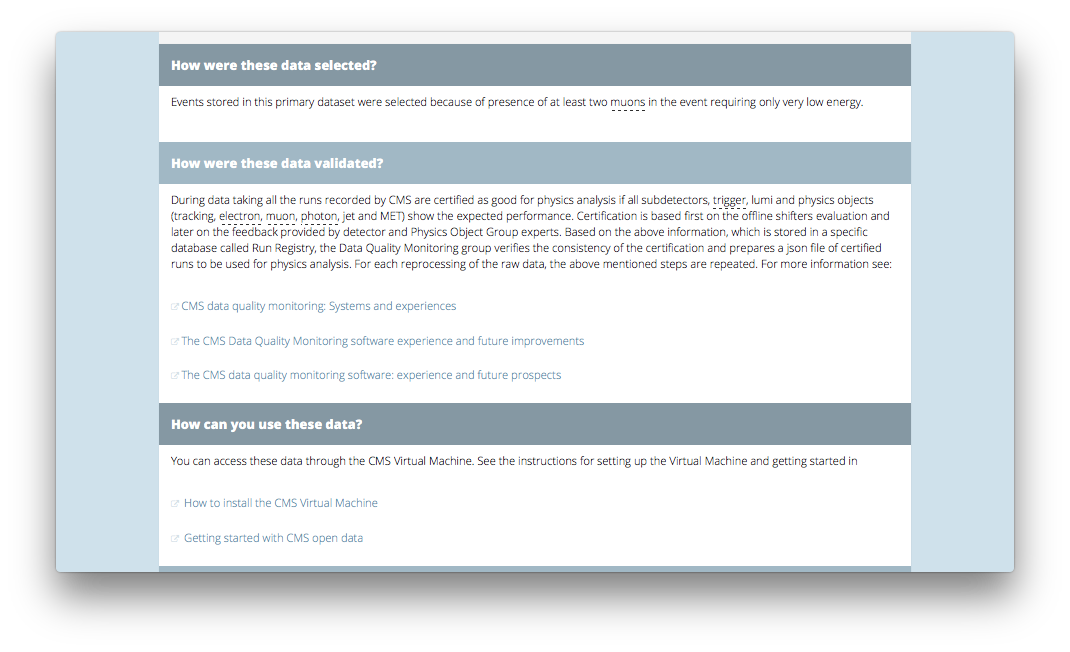 How were these data selected?
Events stored in this primary dataset were selected because of presence of at least two muons in the event requiring only very low energy.
How were these data validated?
During data taking all the runs recorded by CMS are certified as good for physics analysis if all subdetectors, trigger, lumi and physics objects
(tracking, electron, muon, photon, jet and MET) show the expected performance. Certification is based first on the offline shifters evaluation and
later on the feedback provided by detector and Physics Object Group experts. Based on the above information, which is stored in a specific
database called Run Registry, the Data Quality Monitoring group verifies the consistency of the certification and prepares a json file of certified
runs to be used for physics analysis. For each reprocessing of the raw data, the above mentioned steps are repeated. For more information see:
CMS data quality monitoring: Systems and experiences
The CMS Data Quality Monitoring software experience and future improvements
The CMS data quality monitoring software: experience and future prospects
How can you use these data?
You can access these data through the CMS Virtual Machine. See the instructions for setting up the Virtual Machine and getting started in
How to install the CMS Virtual Machine
Getting started with CMS open data